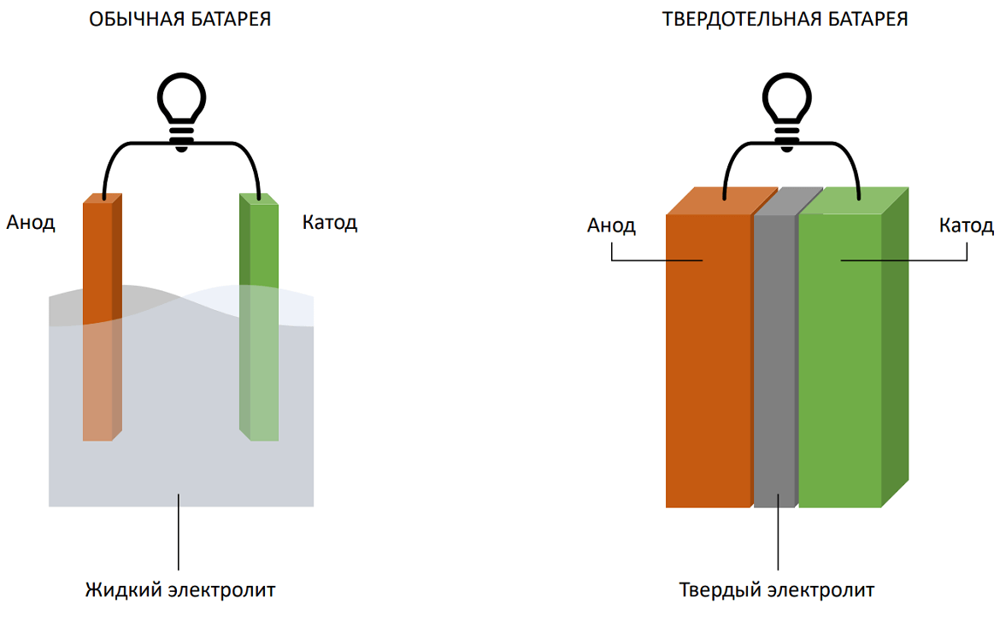 ОБЫЧНАЯ БАТАРЕЯ
ТВЕРДОТЕЛЬНАЯ БАТАРЕЯ
Анод
Катод
Анод
Катод
Жидкий электролит
Твердый электролит